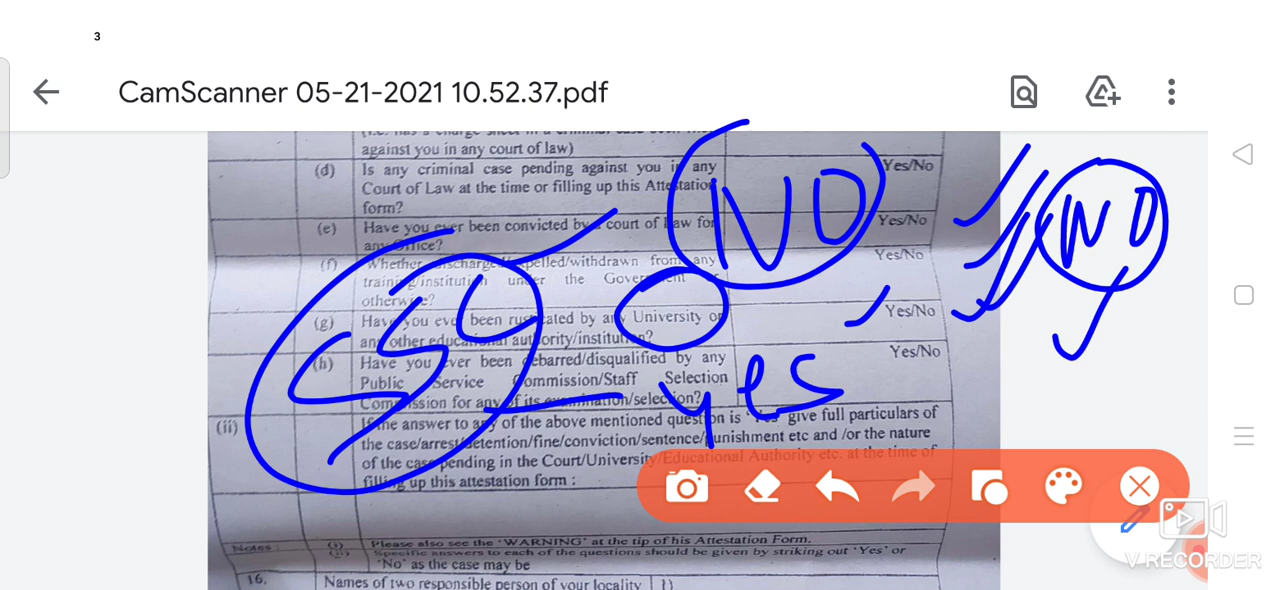 3
CamScanner 05-21-2021 10.52.37.pdf
against you in any court of law)
(d) Is any criminal case pending against you in any Yes/No
Court of Law at the time or filling up this Attestation
form?
(e) Have you ever been convicted by a court of Law for Yes/No
any Office?
(f) Whether discharged/expelled/withdrawn from any Yes/No
training/institution under the Government or
otherwise?
(g) Have you ever been rusticated by any University or Yes/No
any other educational authority/institution?
(h) Have you ever been debarred/disqualified by any Yes/No
Public Service Commission/Staff Selection
Commission for any of its examination/selection?
(ii) If the answer to any of the above mentioned question is 'Yes' give full particulars of
the case/arrest/detention/fine/conviction/sentence/punishment etc and /or the nature
of the case pending in the Court/University/Educational Authority etc. at the time of
filling up this attestation form :
Notes : (i) Please also see the 'WARNING' at the tip of his Attestation Form.
(ii) Specific answers to each of the questions should be given by striking out 'Yes' or
'No' as the case may be
16. Names of two responsible person of your locality 1)
NO
NO
SSC
Yes
V RECORDER